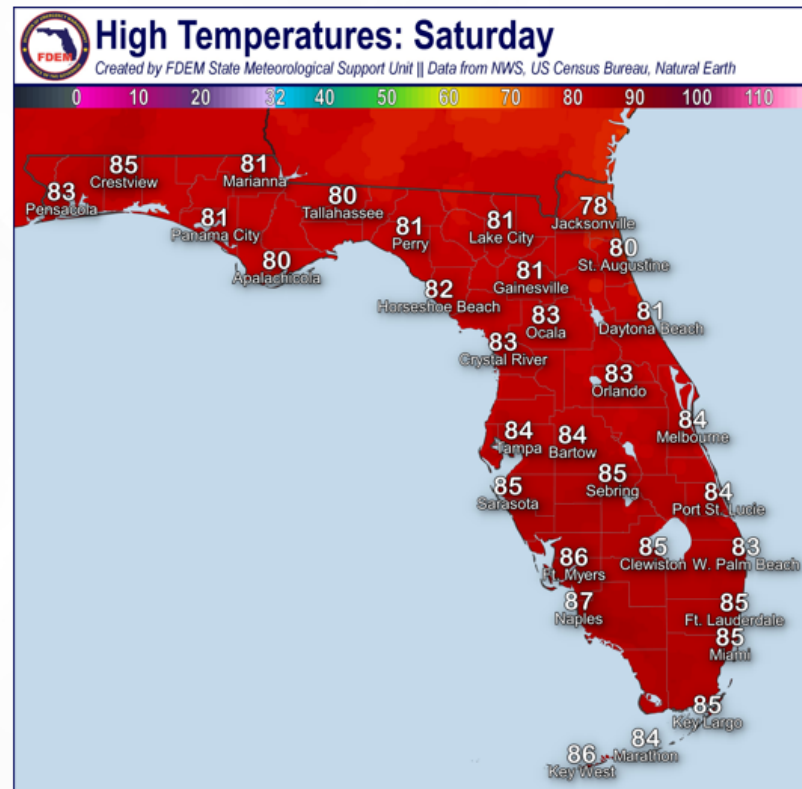 High Temperatures: Saturday
Created by FDEM State Meteorological Support Unit || Data from NWS, US Census Bureau, Natural Earth
FDEM
0 10 20 32 40 50 60 70 80 90 100 110
85
Crestview
81
Marianna
83
Pensacola
80
Tallahassee
81
Panama City
81
Perry
81
Lake City
78
Jacksonville
80
Apalachicola
80
St. Augustine
81
Gainesville
82
Horseshoe Beach
83
Ocala
81
Daytona Beach
83
Crystal River
83
Orlando
84
Melbourne
84
Tampa
84
Bartow
85
Sebring
85
Sarasota
84
Port St. Lucie
86
Ft. Myers
85
Clewiston
83
W. Palm Beach
87
Naples
85
Ft. Lauderdale
85
Miami
85
Key Largo
84
Marathon
86
Key West